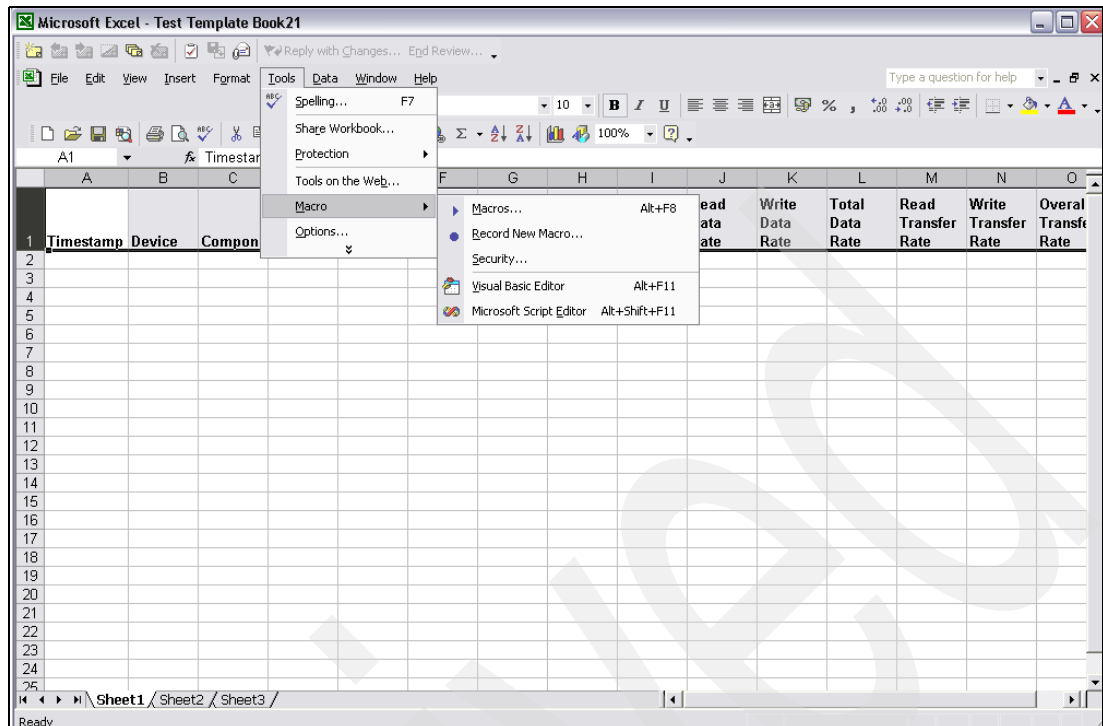 Microsoft Excel - Test Template Book21
Reply with Changes... End Review...
File Edit View Insert Format Tools Data Window Help Type a question for help
10 B I U % ,
Σ 100%
A1 fx Timestar
Spelling... F7
Share Workbook...
Protection
Tools on the Web...
Macro
Options...
Macros... Alt+F8
Record New Macro...
Security...
Visual Basic Editor Alt+F11
Microsoft Script Editor Alt+Shift+F11
A B C F G H I J K L M N O
ead Write Total Read Write Overal
ata Data Data Transfer Transfer Transfe
1 Timestamp Device Compon ate Rate Rate Rate Rate Rate
2
3
4
5
6
7
8
9
10
11
12
13
14
15
16
17
18
19
20
21
22
23
24
25
Sheet1 Sheet2 Sheet3
Ready